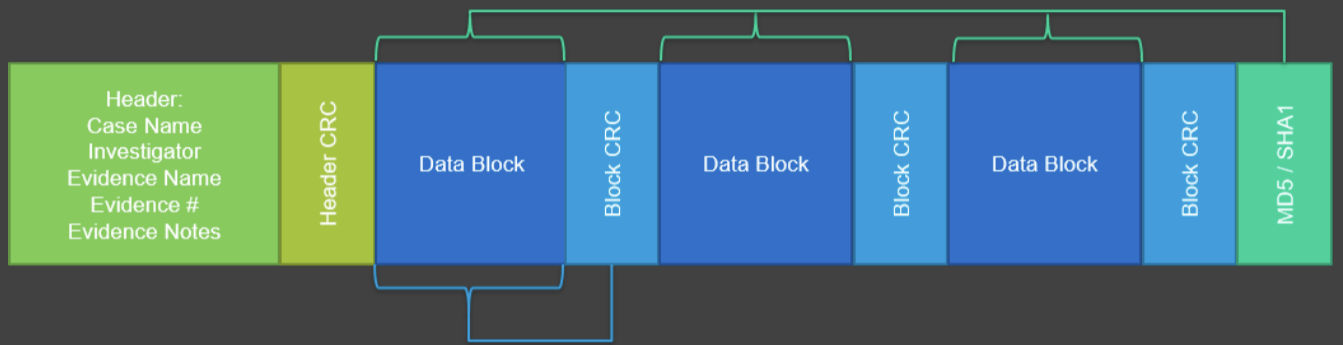 Header:
Case Name
Investigator
Evidence Name
Evidence #
Evidence Notes
Header CRC
Data Block
Block CRC
Data Block
Block CRC
Data Block
Block CRC
MD5 / SHA1